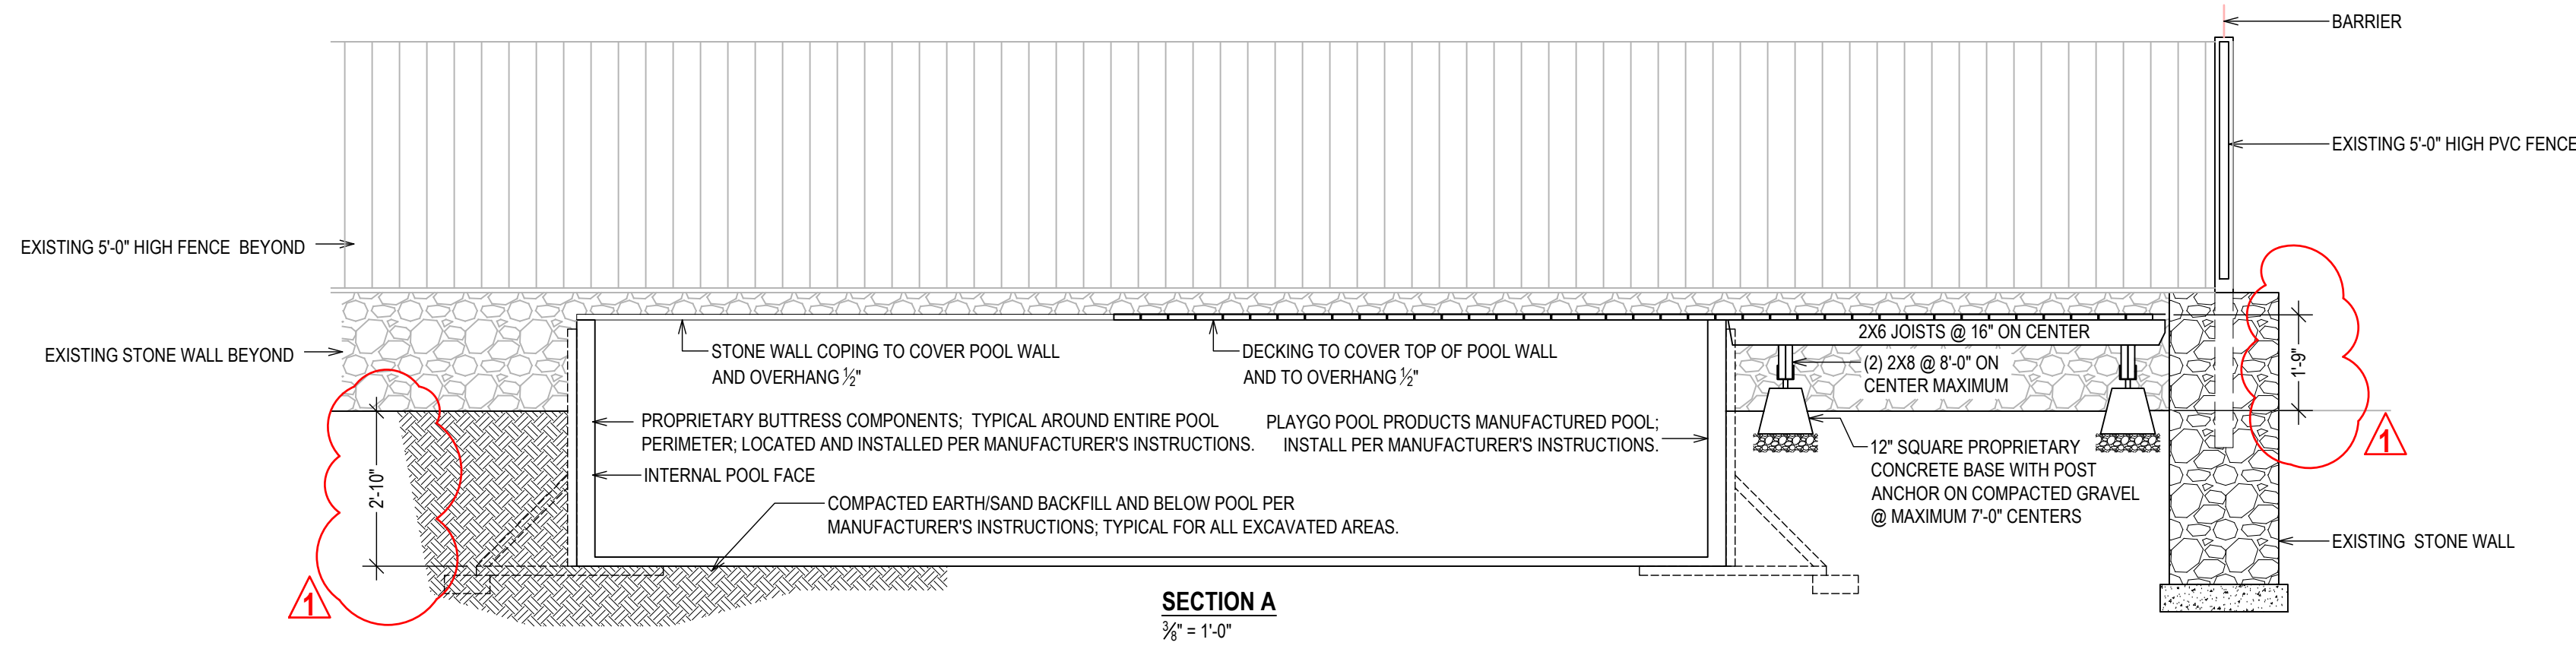 BARRIER
EXISTING 5'-0" HIGH PVC FENCE
EXISTING 5'-0" HIGH FENCE BEYOND
EXISTING STONE WALL BEYOND
STONE WALL COPING TO COVER POOL WALL
AND OVERHANG ½"
DECKING TO COVER TOP OF POOL WALL
AND TO OVERHANG ½"
2X6 JOISTS @ 16" ON CENTER
(2) 2X8 @ 8'-0" ON
CENTER MAXIMUM
1'-9"
PROPRIETARY BUTTRESS COMPONENTS; TYPICAL AROUND ENTIRE POOL
PERIMETER; LOCATED AND INSTALLED PER MANUFACTURER'S INSTRUCTIONS.
PLAYGO POOL PRODUCTS MANUFACTURED POOL;
INSTALL PER MANUFACTURER'S INSTRUCTIONS.
1
12" SQUARE PROPRIETARY
CONCRETE BASE WITH POST
ANCHOR ON COMPACTED GRAVEL
@ MAXIMUM 7'-0" CENTERS
INTERNAL POOL FACE
2'-10"
COMPACTED EARTH/SAND BACKFILL AND BELOW POOL PER
MANUFACTURER'S INSTRUCTIONS; TYPICAL FOR ALL EXCAVATED AREAS.
EXISTING STONE WALL
1
SECTION A
⅜" = 1'-0"